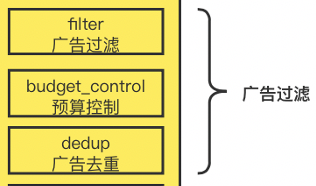 filter
广告过滤
budget_control
预算控制
dedup
广告去重
广告过滤